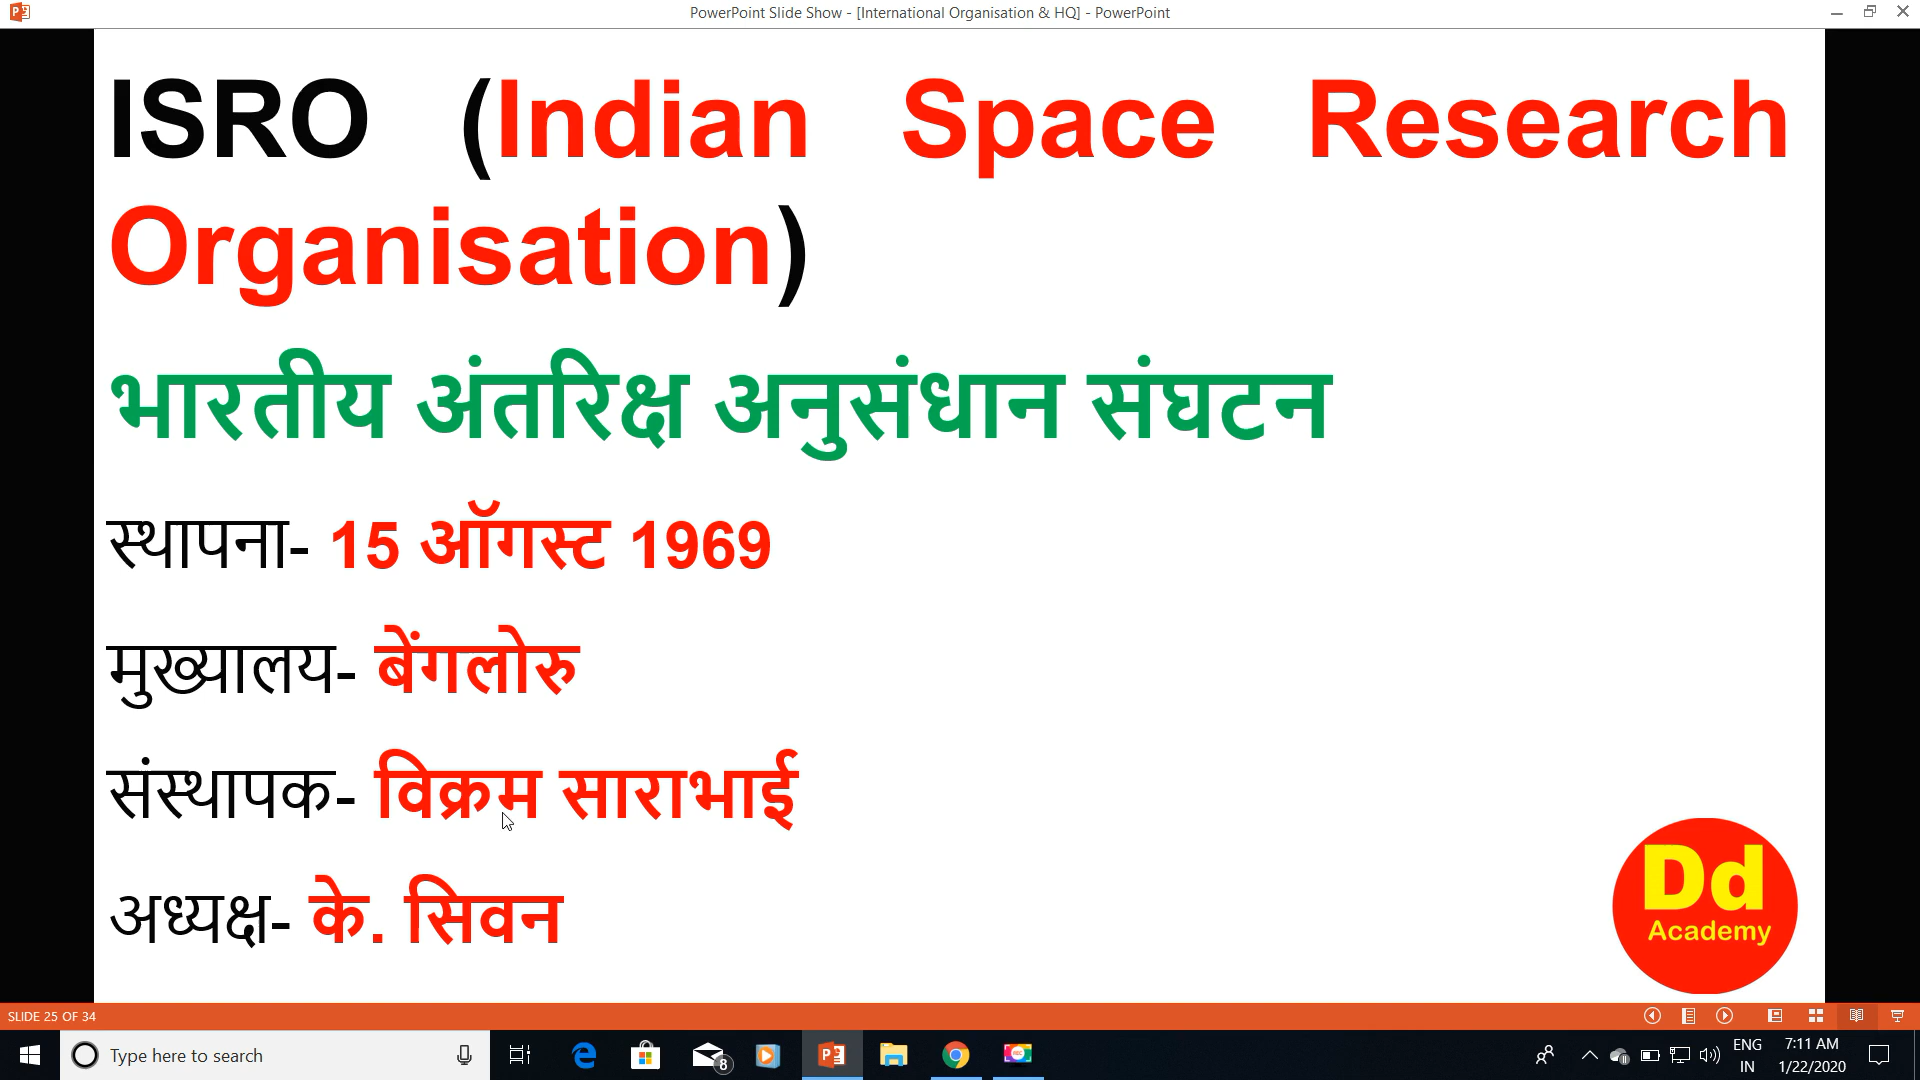 PowerPoint Slide Show - [International Organisation & HQ] - PowerPoint
ISRO (Indian Space Research
Organisation)
भारतीय अंतरिक्ष अनुसंधान संघटन
स्थापना- 15 ऑगस्ट 1969
मुख्यालय- बेंगलोरु
संस्थापक- विक्रम साराभाई
अध्यक्ष- के. सिवन
Dd
Academy
SLIDE 25 OF 34
Type here to search
8
ENG
IN
7:11 AM
1/22/2020